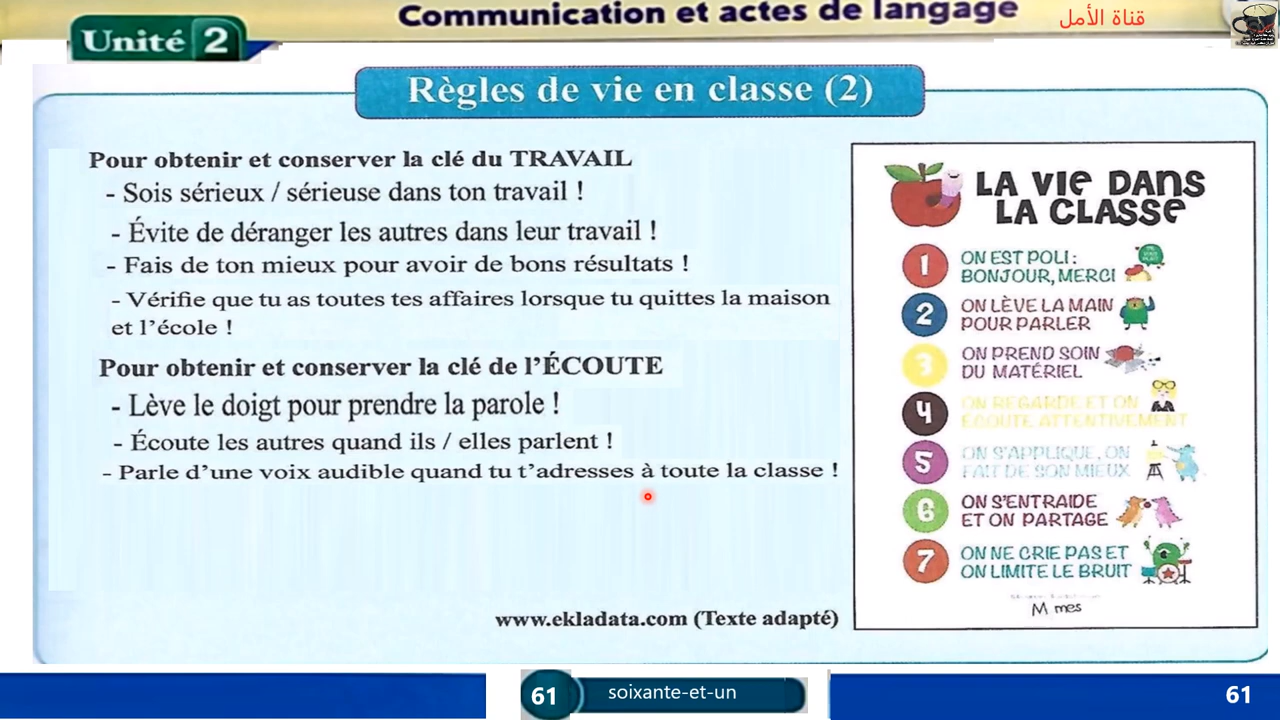 Communication et actes de langage
قناة الأمل
Unité 2
Règles de vie en classe (2)
Pour obtenir et conserver la clé du TRAVAIL
- Sois sérieux / sérieuse dans ton travail !
- Évite de déranger les autres dans leur travail !
- Fais de ton mieux pour avoir de bons résultats !
- Vérifie que tu as toutes tes affaires lorsque tu quittes la maison
et l'école !
Pour obtenir et conserver la clé de l'ÉCOUTE
- Lève le doigt pour prendre la parole !
- Écoute les autres quand ils / elles parlent !
- Parle d'une voix audible quand tu t'adresses à toute la classe !
www.ekladata.com (Texte adapté)
LA VIE DANS
LA CLASSE
1 ON EST POLI :
BONJOUR, MERCI
2 ON LÈVE LA MAIN
POUR PARLER
3 ON PREND SOIN
DU MATÉRIEL
4 ON REGARDE ET ON
ÉCOUTE ATTENTIVEMENT
5 ON S'APPLIQUE, ON
FAIT DE SON MIEUX
6 ON S'ENTRAIDE
ET ON PARTAGE
7 ON NE CRIE PAS ET
ON LIMITE LE BRUIT
M mes
61 soixante-et-un
61